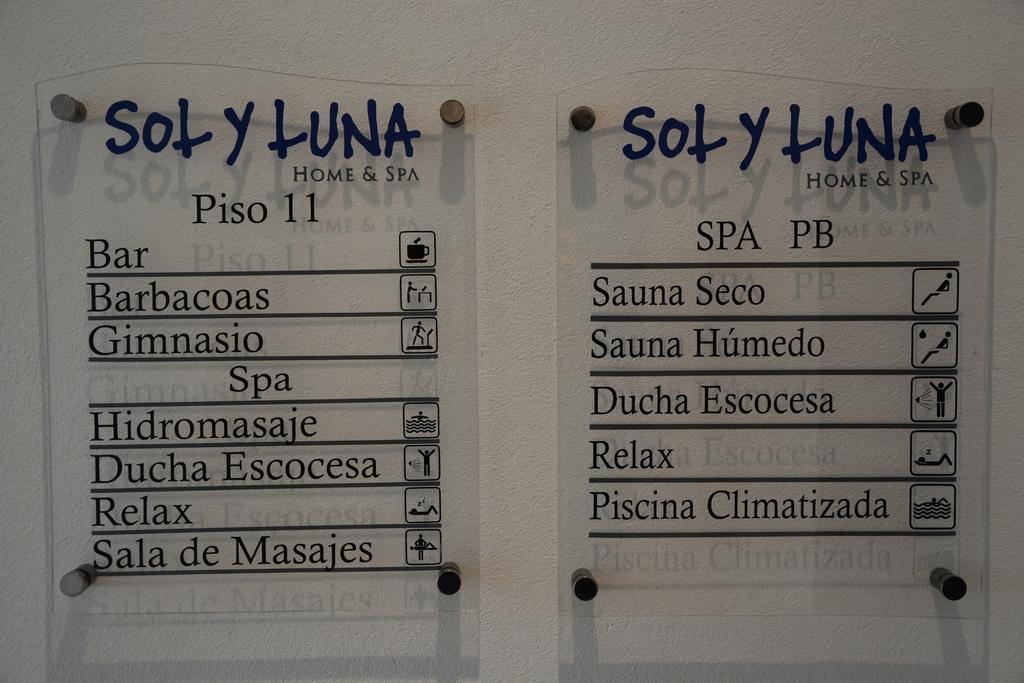 SOL Y LUNA
HOME & SPA
Piso 11
Bar
Barbacoas
Gimnasio
Spa
Hidromasaje
Ducha Escocesa
Relax
Sala de Masajes
SOL Y LUNA
HOME & SPA
SPA PB
Sauna Seco
Sauna Húmedo
Ducha Escocesa
Relax
Piscina Climatizada